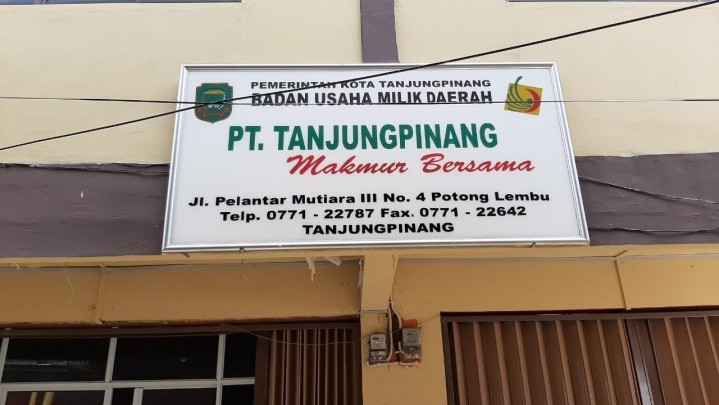 PEMERINTAH KOTA TANJUNGPINANG
BADAN USAHA MILIK DAERAH
PT. TANJUNGPINANG
Makmur Bersama
Jl. Pelantar Mutiara III No. 4 Potong Lembu
Telp. 0771 - 22787 Fax. 0771 - 22642
TANJUNGPINANG